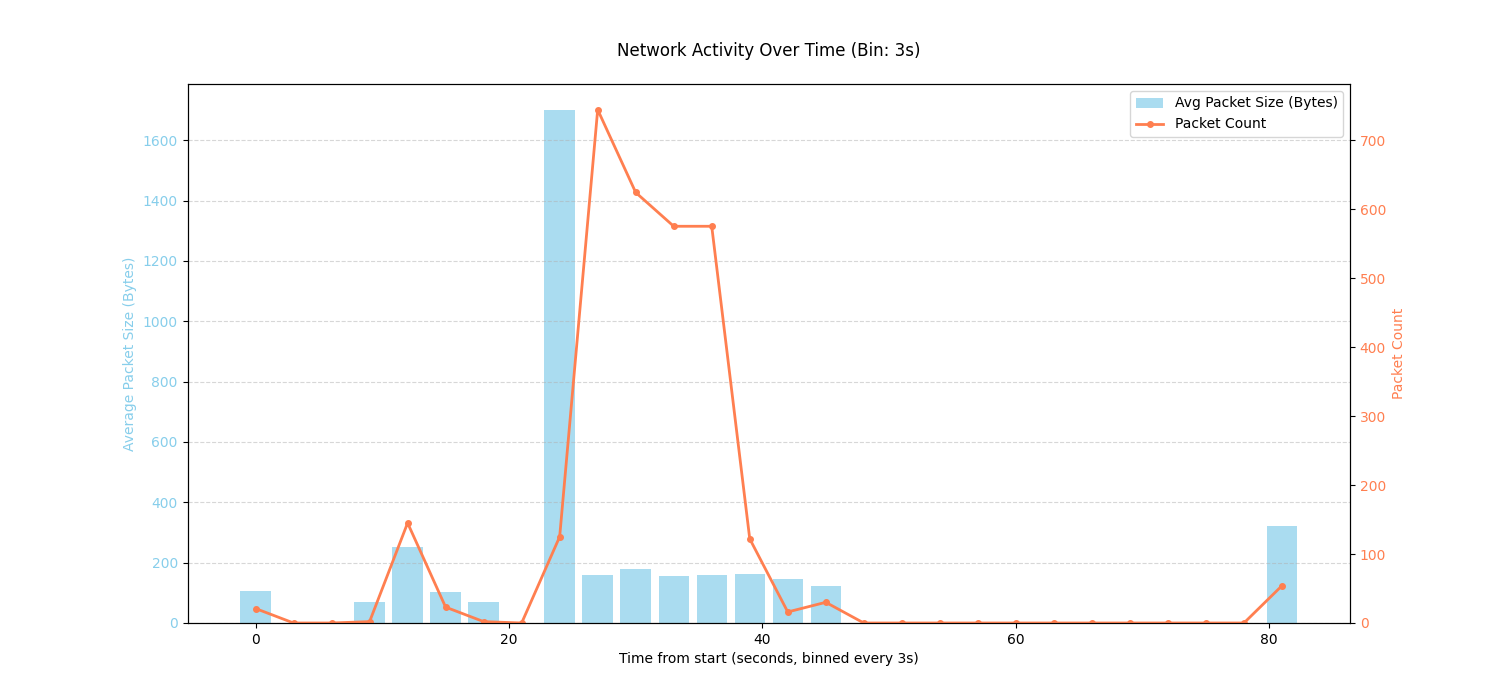 Network Activity Over Time (Bin: 3s)
Avg Packet Size (Bytes)
Packet Count
Average Packet Size (Bytes)
1600
1400
1200
1000
800
600
400
200
0
700
600
500
400
300
200
100
0
Packet Count
0 20 40 60 80
Time from start (seconds, binned every 3s)